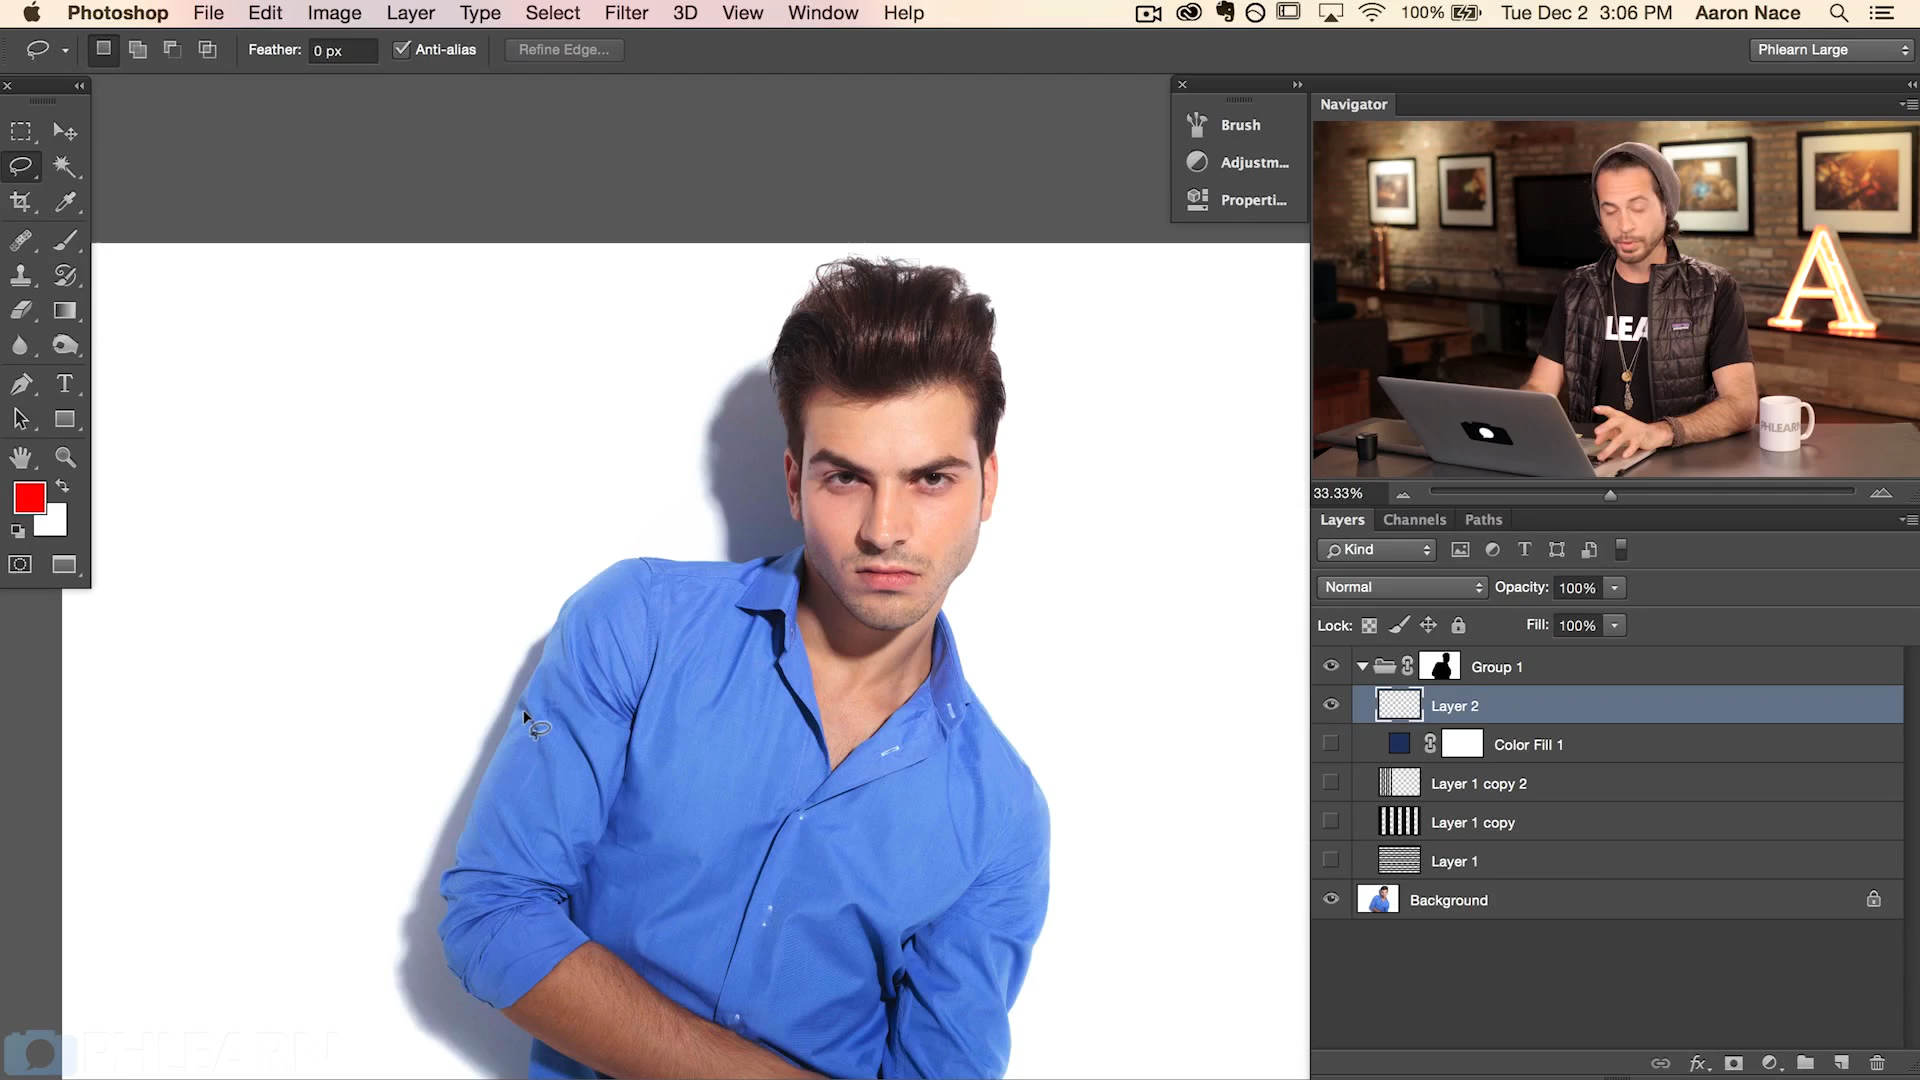 Photoshop File Edit Image Layer Type Select Filter 3D View Window Help 100% Tue Dec 2 3:06 PM Aaron Nace
Feather: 0 px Anti-alias Refine Edge... Phlearn Large
Navigator
Brush
Adjustm...
Properti...
A
PHLEARN
33.33%
Layers Channels Paths
Kind
Normal Opacity: 100%
Lock: Fill: 100%
Group 1
Layer 2
Color Fill 1
Layer 1 copy 2
Layer 1 copy
Layer 1
Background
PHLEARN